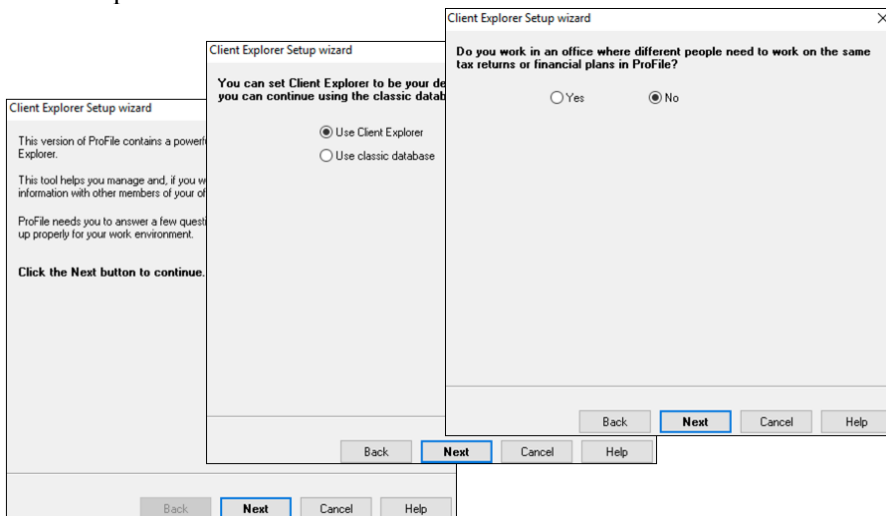 Client Explorer Setup wizard
This version of ProFile contains a powerf
Explorer.
This tool helps you manage and, if you w
information with other members of your of
ProFile needs you to answer a few questi
up properly for your work environment.
Click the Next button to continue.
Back Next Cancel Help
Client Explorer Setup wizard
You can set Client Explorer to be your de
you can continue using the classic datab
Use Client Explorer
Use classic database
Back Next Cancel Help
Client Explorer Setup wizard
Do you work in an office where different people need to work on the same
tax returns or financial plans in ProFile?
Yes No
Back Next Cancel Help